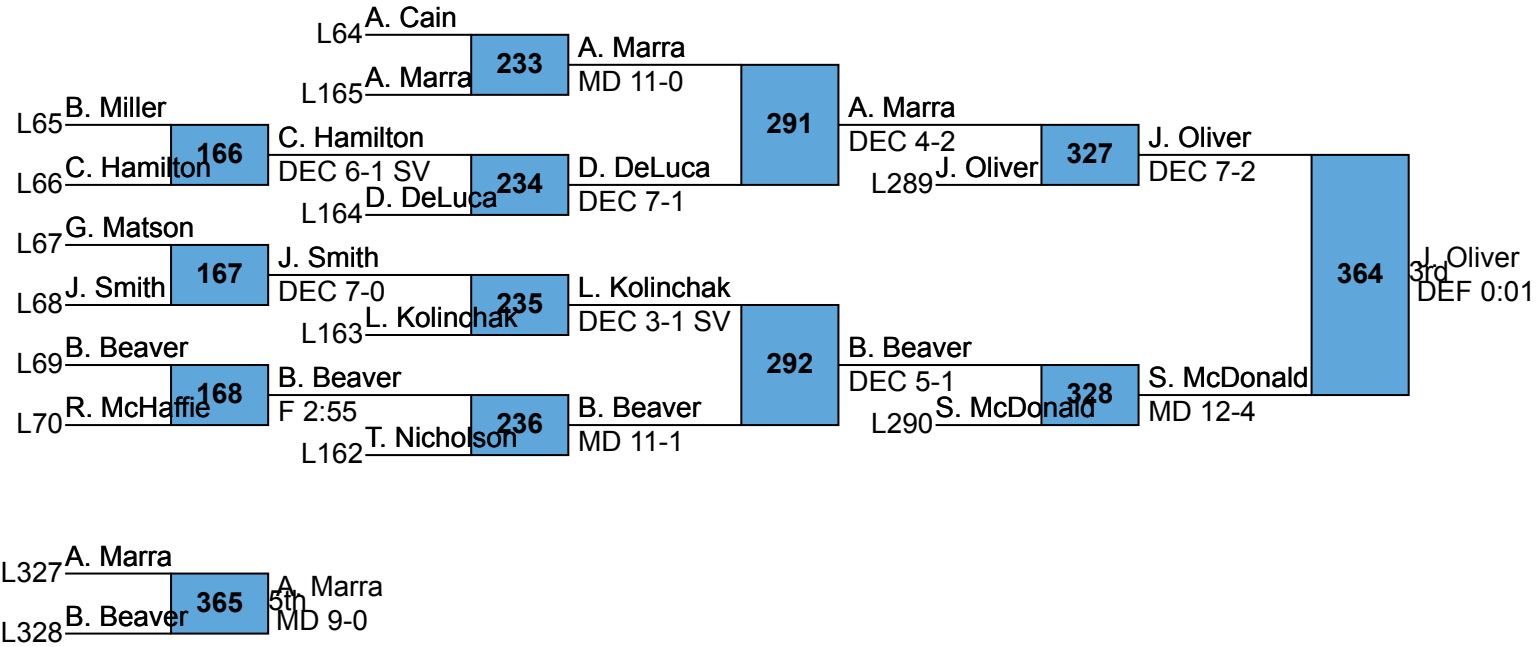 A. Cain
L64
233
A. Marra
MD 11-0
A. Marra
L165
B. Miller
L65
166
C. Hamilton
DEC 6-1 SV
C. Hamilton
L66
234
D. DeLuca
DEC 7-1
D. DeLuca
L164
291
A. Marra
DEC 4-2
J. Oliver
L289
327
J. Oliver
DEC 7-2
G. Matson
L67
167
J. Smith
DEC 7-0
J. Smith
L68
235
L. Kolinchak
DEC 3-1 SV
L. Kolinchak
L163
B. Beaver
L69
168
B. Beaver
F 2:55
R. McHaffie
L70
236
B. Beaver
MD 11-1
T. Nicholson
L162
292
B. Beaver
DEC 5-1
S. McDonald
L290
328
S. McDonald
MD 12-4
364
J. Oliver
3rd
DEF 0:01
A. Marra
L327
365
A. Marra
5th
MD 9-0
B. Beaver
L328